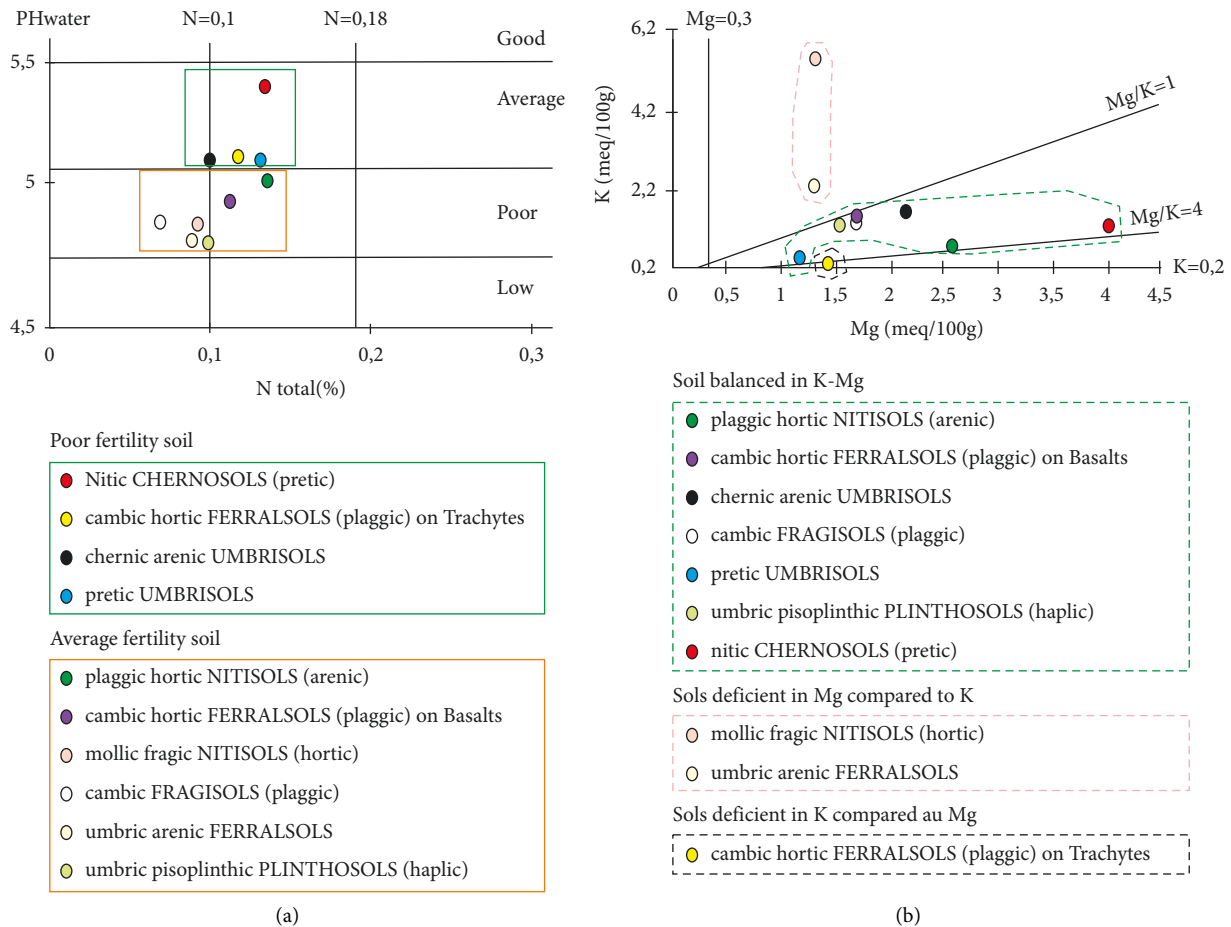 PHwater
N=0,1
N=0,18
Good
5,5
Average
5
Poor
Low
4,5
0
0,1
0,2
0,3
N total(%)
Poor fertility soil
Nitic CHERNOSOLS (pretic)
cambic hortic FERRALSOLS (plaggic) on Trachytes
chernic arenic UMBRISOLS
pretic UMBRISOLS
Average fertility soil
plaggic hortic NITISOLS (arenic)
cambic hortic FERRALSOLS (plaggic) on Basalts
mollic fragic NITISOLS (hortic)
cambic FRAGISOLS (plaggic)
umbric arenic FERRALSOLS
umbric pisoplinthic PLINTHOSOLS (haplic)
(a)
6,2
Mg=0,3
Mg/K=1
4,2
K (meq/100g)
2,2
Mg/K=4
0,2
K=0,2
0
0,5
1
1,5
2
2,5
3
3,5
4
4,5
Mg (meq/100g)
Soil balanced in K-Mg
plaggic hortic NITISOLS (arenic)
cambic hortic FERRALSOLS (plaggic) on Basalts
chernic arenic UMBRISOLS
cambic FRAGISOLS (plaggic)
pretic UMBRISOLS
umbric pisoplinthic PLINTHOSOLS (haplic)
nitic CHERNOSOLS (pretic)
Sols deficient in Mg compared to K
mollic fragic NITISOLS (hortic)
umbric arenic FERRALSOLS
Sols deficient in K compared au Mg
cambic hortic FERRALSOLS (plaggic) on Trachytes
(b)